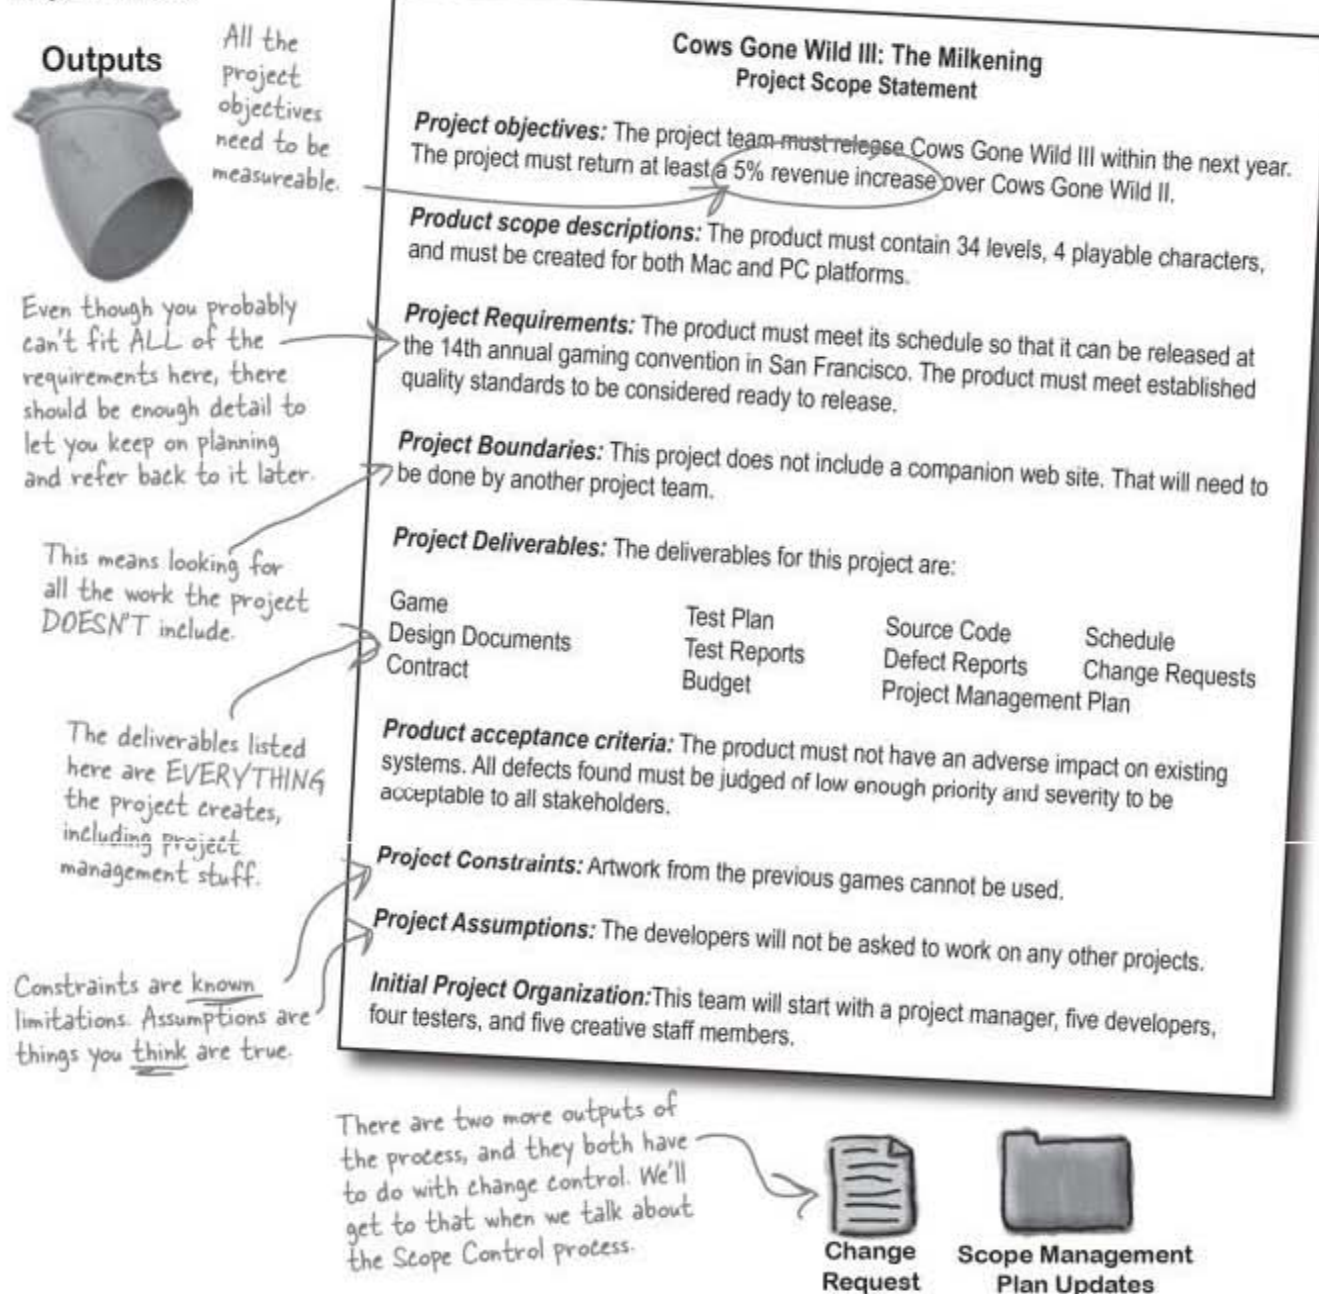 Outputs
All the
project
objectives
need to be
measureable.
Cows Gone Wild III: The Milkening
Project Scope Statement
Project objectives: The project team must release Cows Gone Wild III within the next year.
The project must return at least a 5% revenue increase over Cows Gone Wild II.
Product scope descriptions: The product must contain 34 levels, 4 playable characters,
and must be created for both Mac and PC platforms.
Even though you probably
can't fit ALL of the
requirements here, there
should be enough detail to
let you keep on planning
and refer back to it later.
Project Requirements: The product must meet its schedule so that it can be released at
the 14th annual gaming convention in San Francisco. The product must meet established
quality standards to be considered ready to release.
Project Boundaries: This project does not include a companion web site. That will need to
be done by another project team.
This means looking for
all the work the project
DOESN'T include.
Project Deliverables: The deliverables for this project are:
Game Test Plan Source Code Schedule
Design Documents Test Reports Defect Reports Change Requests
Contract Budget Project Management Plan
The deliverables listed
here are EVERYTHING
the project creates,
including project
management stuff.
Product acceptance criteria: The product must not have an adverse impact on existing
systems. All defects found must be judged of low enough priority and severity to be
acceptable to all stakeholders.
Project Constraints: Artwork from the previous games cannot be used.
Project Assumptions: The developers will not be asked to work on any other projects.
Constraints are known
limitations. Assumptions are
things you think are true.
Initial Project Organization:This team will start with a project manager, five developers,
four testers, and five creative staff members.
There are two more outputs of
the process, and they both have
to do with change control. We'll
get to that when we talk about
the Scope Control process.
Change
Request
Scope Management
Plan Updates